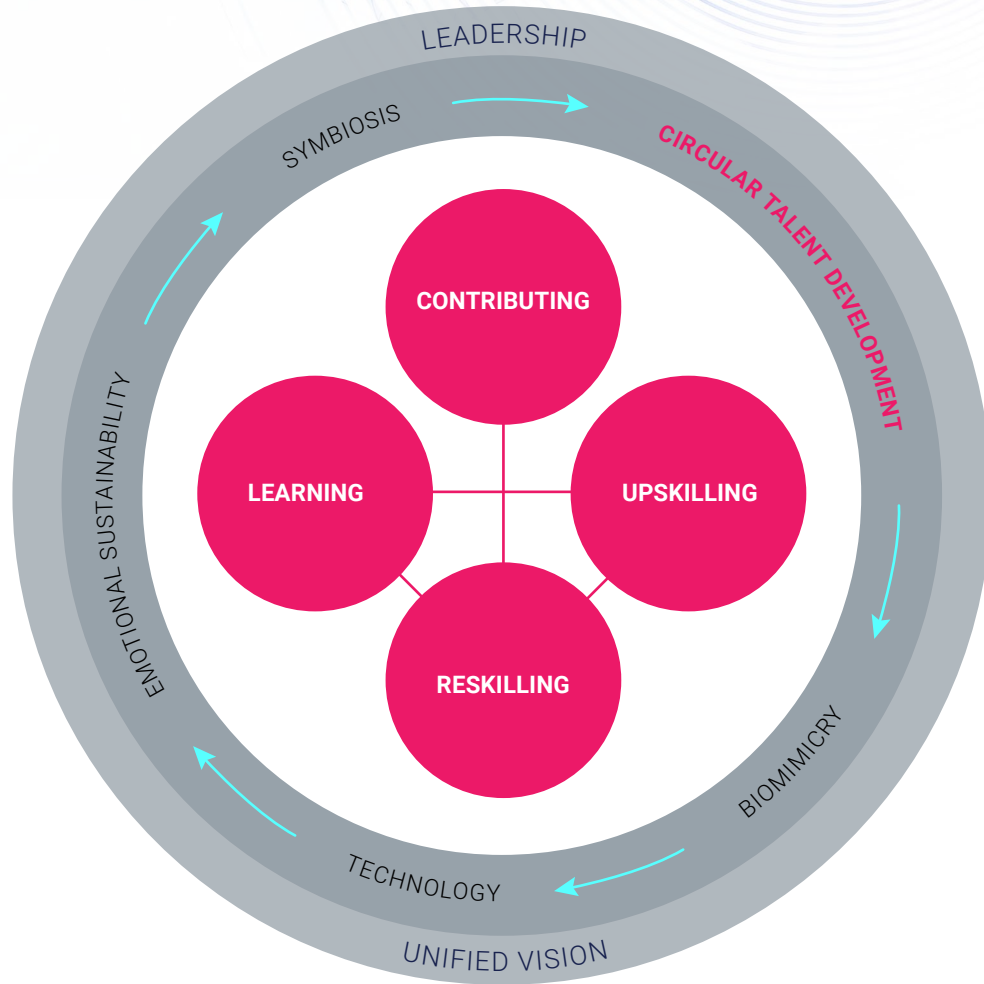 LEADERSHIP
SYMBIOSIS
CIRCULAR TALENT DEVELOPMENT
CONTRIBUTING
LEARNING
UPSKILLING
RESKILLING
EMOTIONAL SUSTAINABILITY
BIOMIMICRY
TECHNOLOGY
UNIFIED VISION